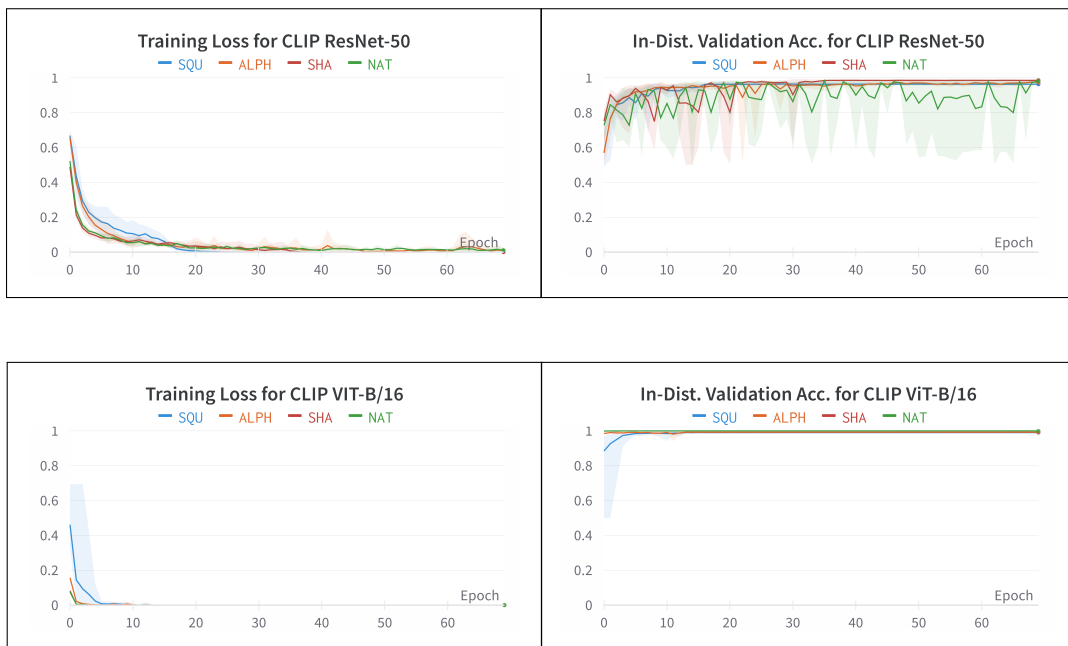 Training Loss for CLIP ResNet-50
SQU ALPH SHA NAT
1
0.8
0.6
0.4
0.2
0
Epoch
0 10 20 30 40 50 60
In-Dist. Validation Acc. for CLIP ResNet-50
SQU ALPH SHA NAT
1
0.8
0.6
0.4
0.2
0
Epoch
0 10 20 30 40 50 60
Training Loss for CLIP VIT-B/16
SQU ALPH SHA NAT
1
0.8
0.6
0.4
0.2
0
Epoch
0 10 20 30 40 50 60
In-Dist. Validation Acc. for CLIP ViT-B/16
SQU ALPH SHA NAT
1
0.8
0.6
0.4
0.2
0
Epoch
0 10 20 30 40 50 60